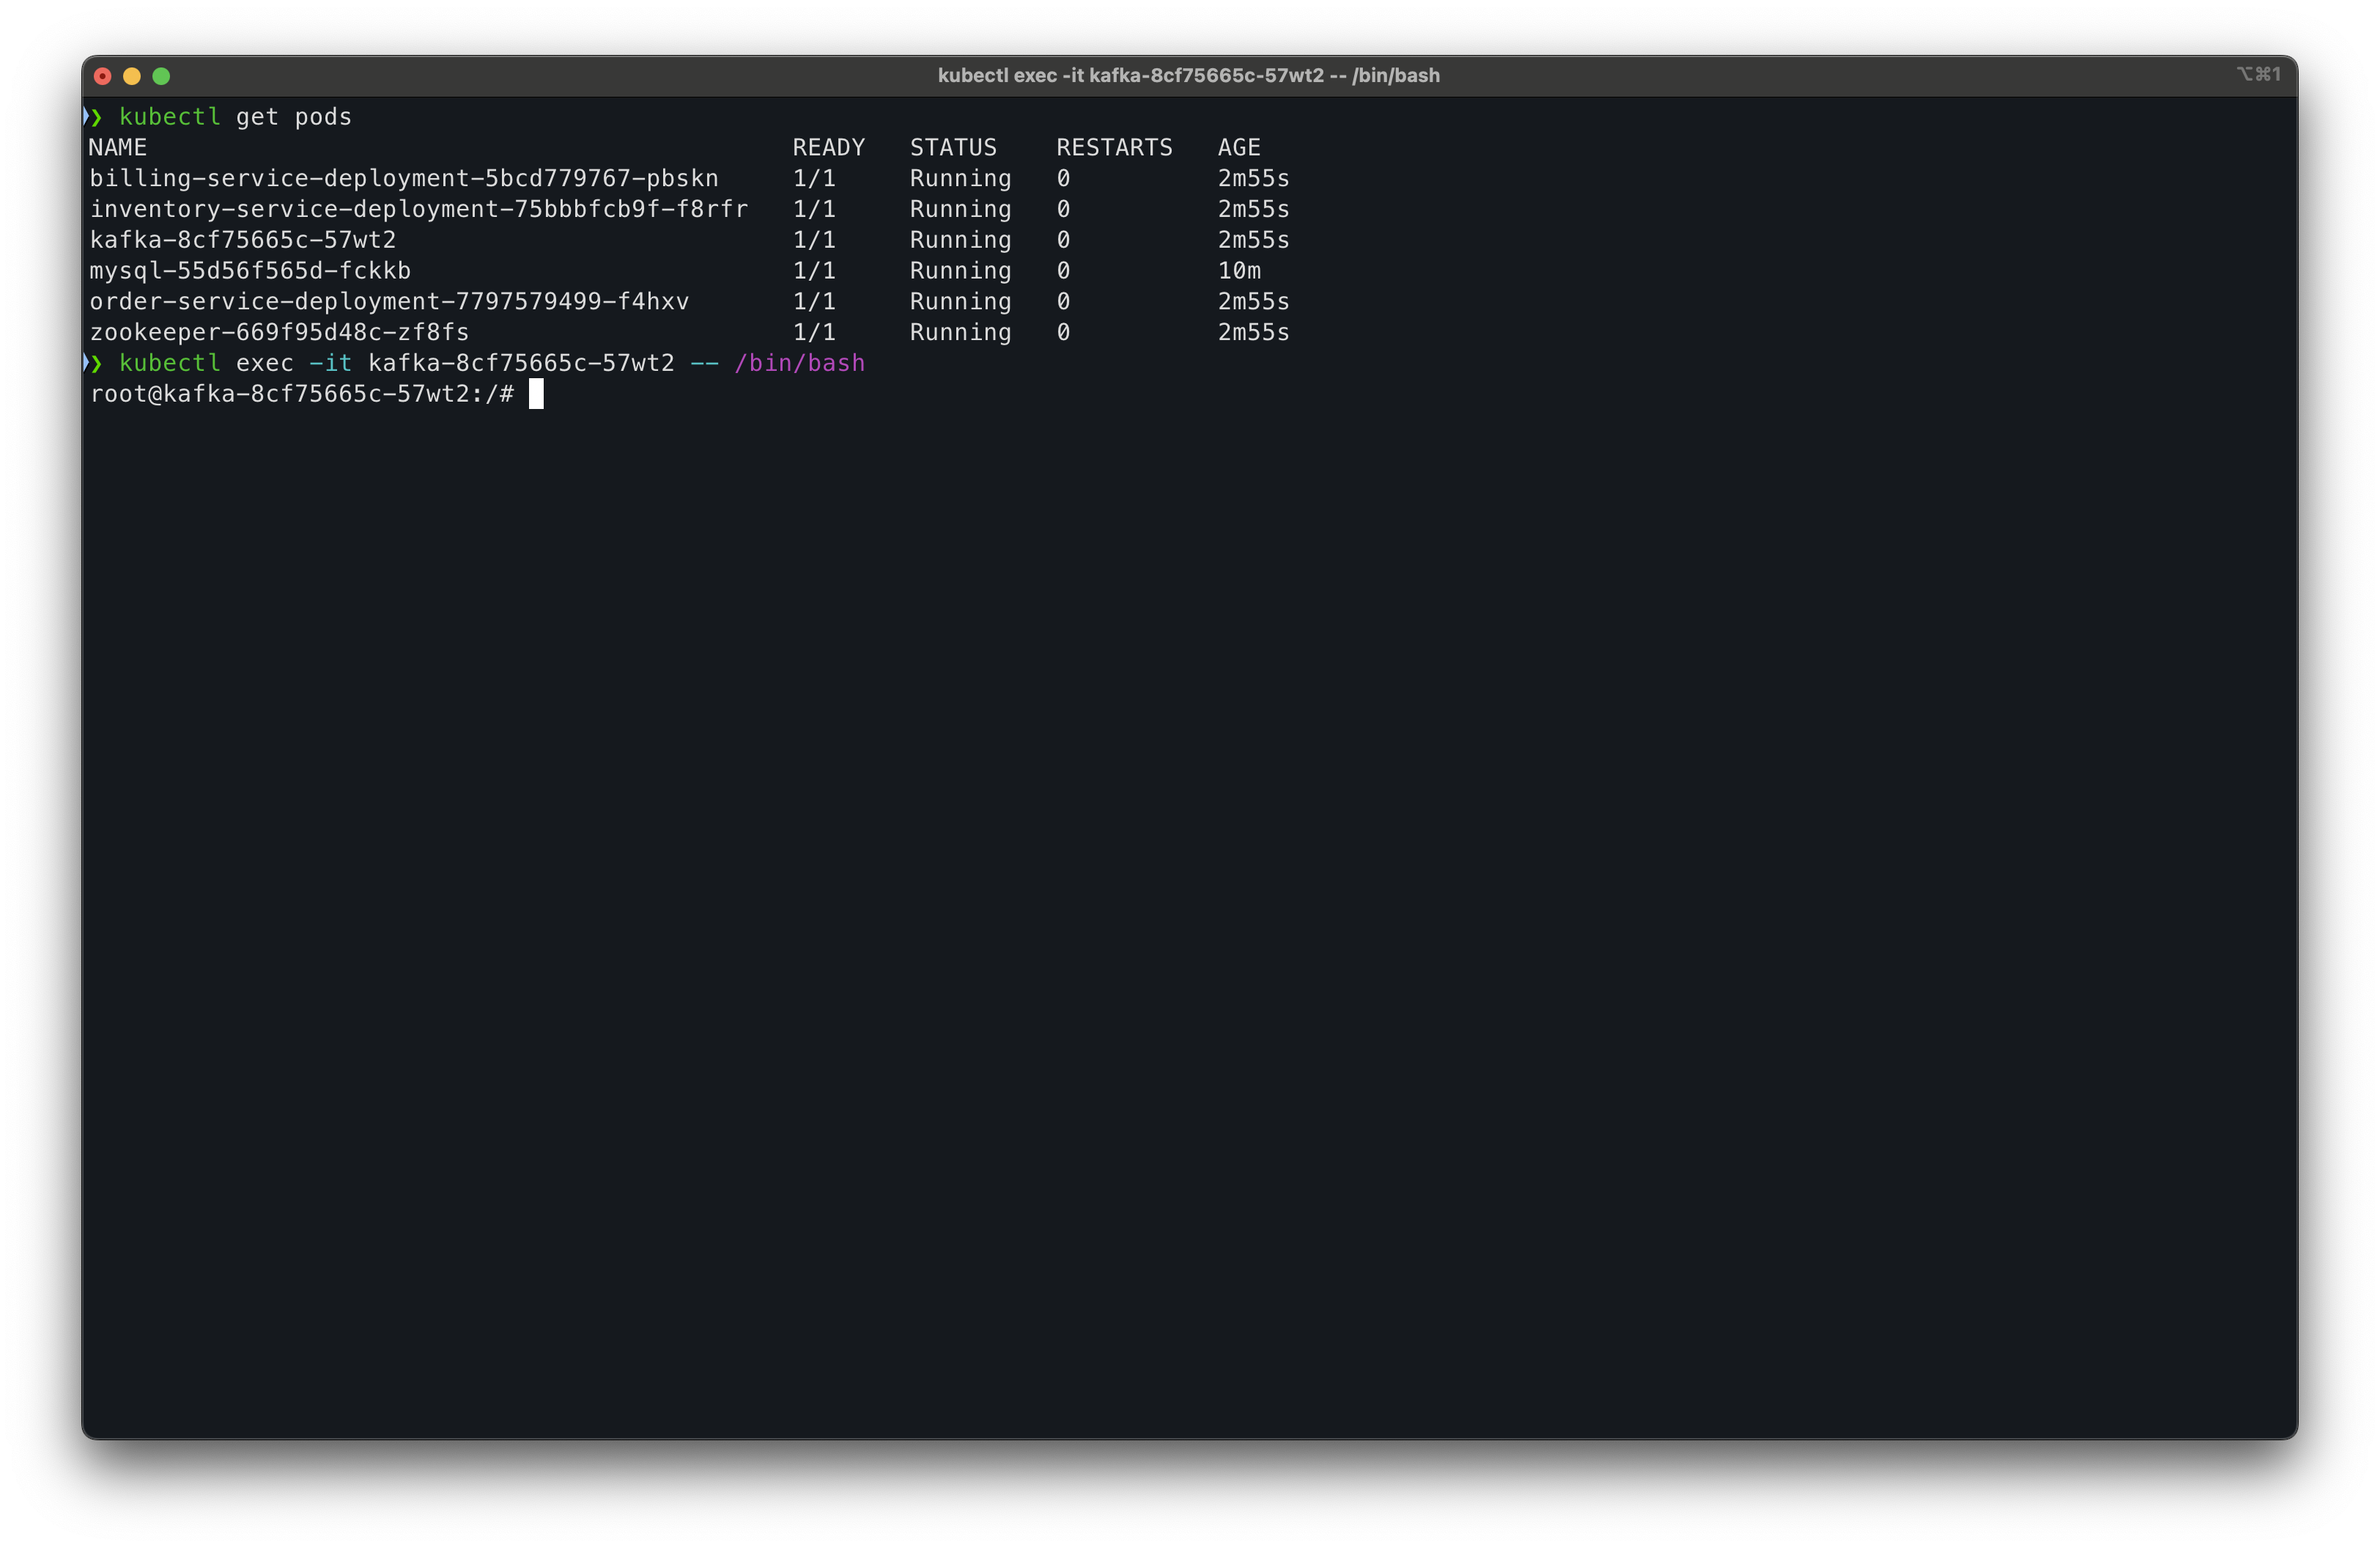 kubectl exec -it kafka-8cf75665c-57wt2 -- /bin/bash
⌥⌘1
❯ kubectl get pods
NAME READY STATUS RESTARTS AGE
billing-service-deployment-5bcd779767-pbskn 1/1 Running 0 2m55s
inventory-service-deployment-75bbbfcb9f-f8rfr 1/1 Running 0 2m55s
kafka-8cf75665c-57wt2 1/1 Running 0 2m55s
mysql-55d56f565d-fckkb 1/1 Running 0 10m
order-service-deployment-7797579499-f4hxv 1/1 Running 0 2m55s
zookeeper-669f95d48c-zf8fs 1/1 Running 0 2m55s
❯ kubectl exec -it kafka-8cf75665c-57wt2 -- /bin/bash
root@kafka-8cf75665c-57wt2:/#